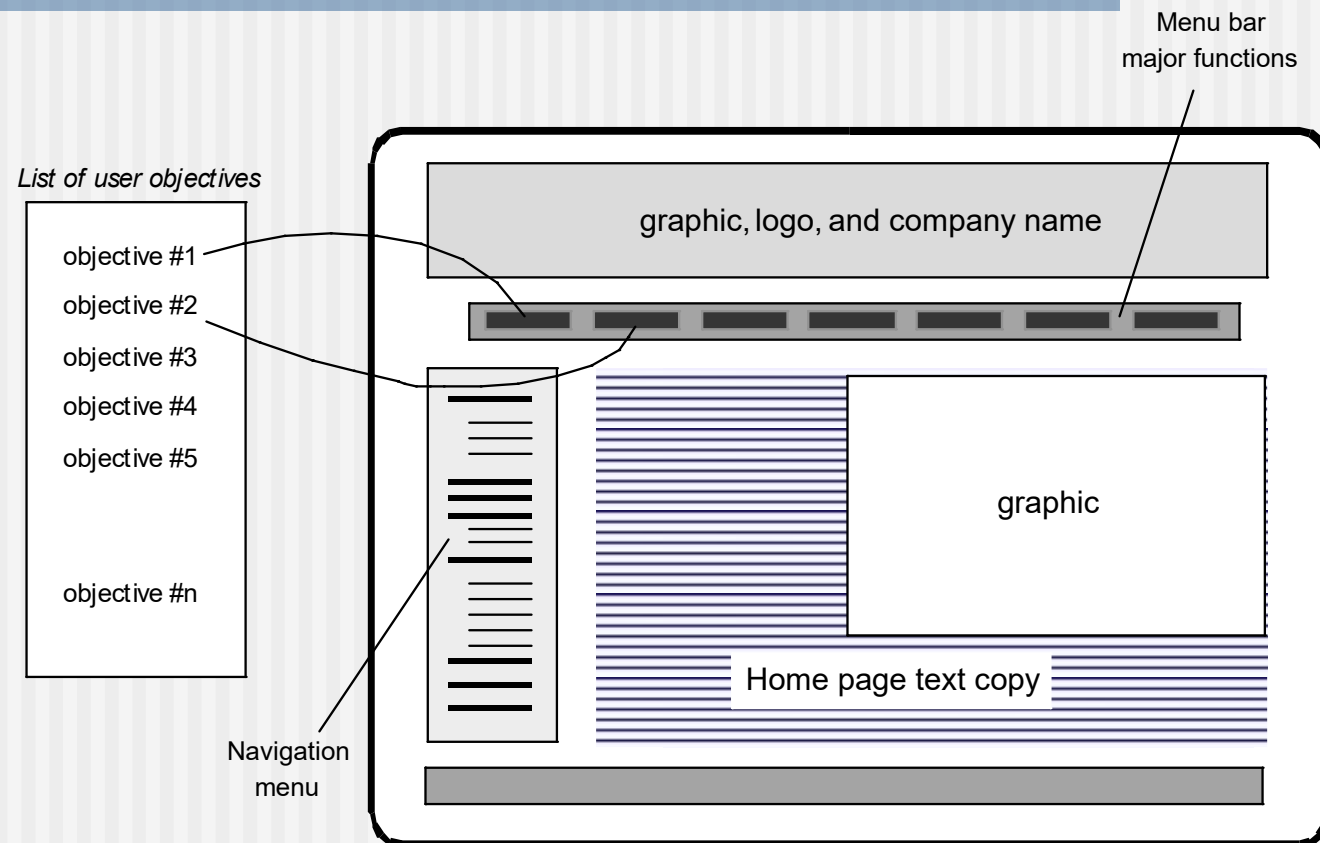 Menu bar
major functions
List of user objectives
objective #1
objective #2
objective #3
objective #4
objective #5
objective #n
graphic, logo, and company name
graphic
Home page text copy
Navigation
menu